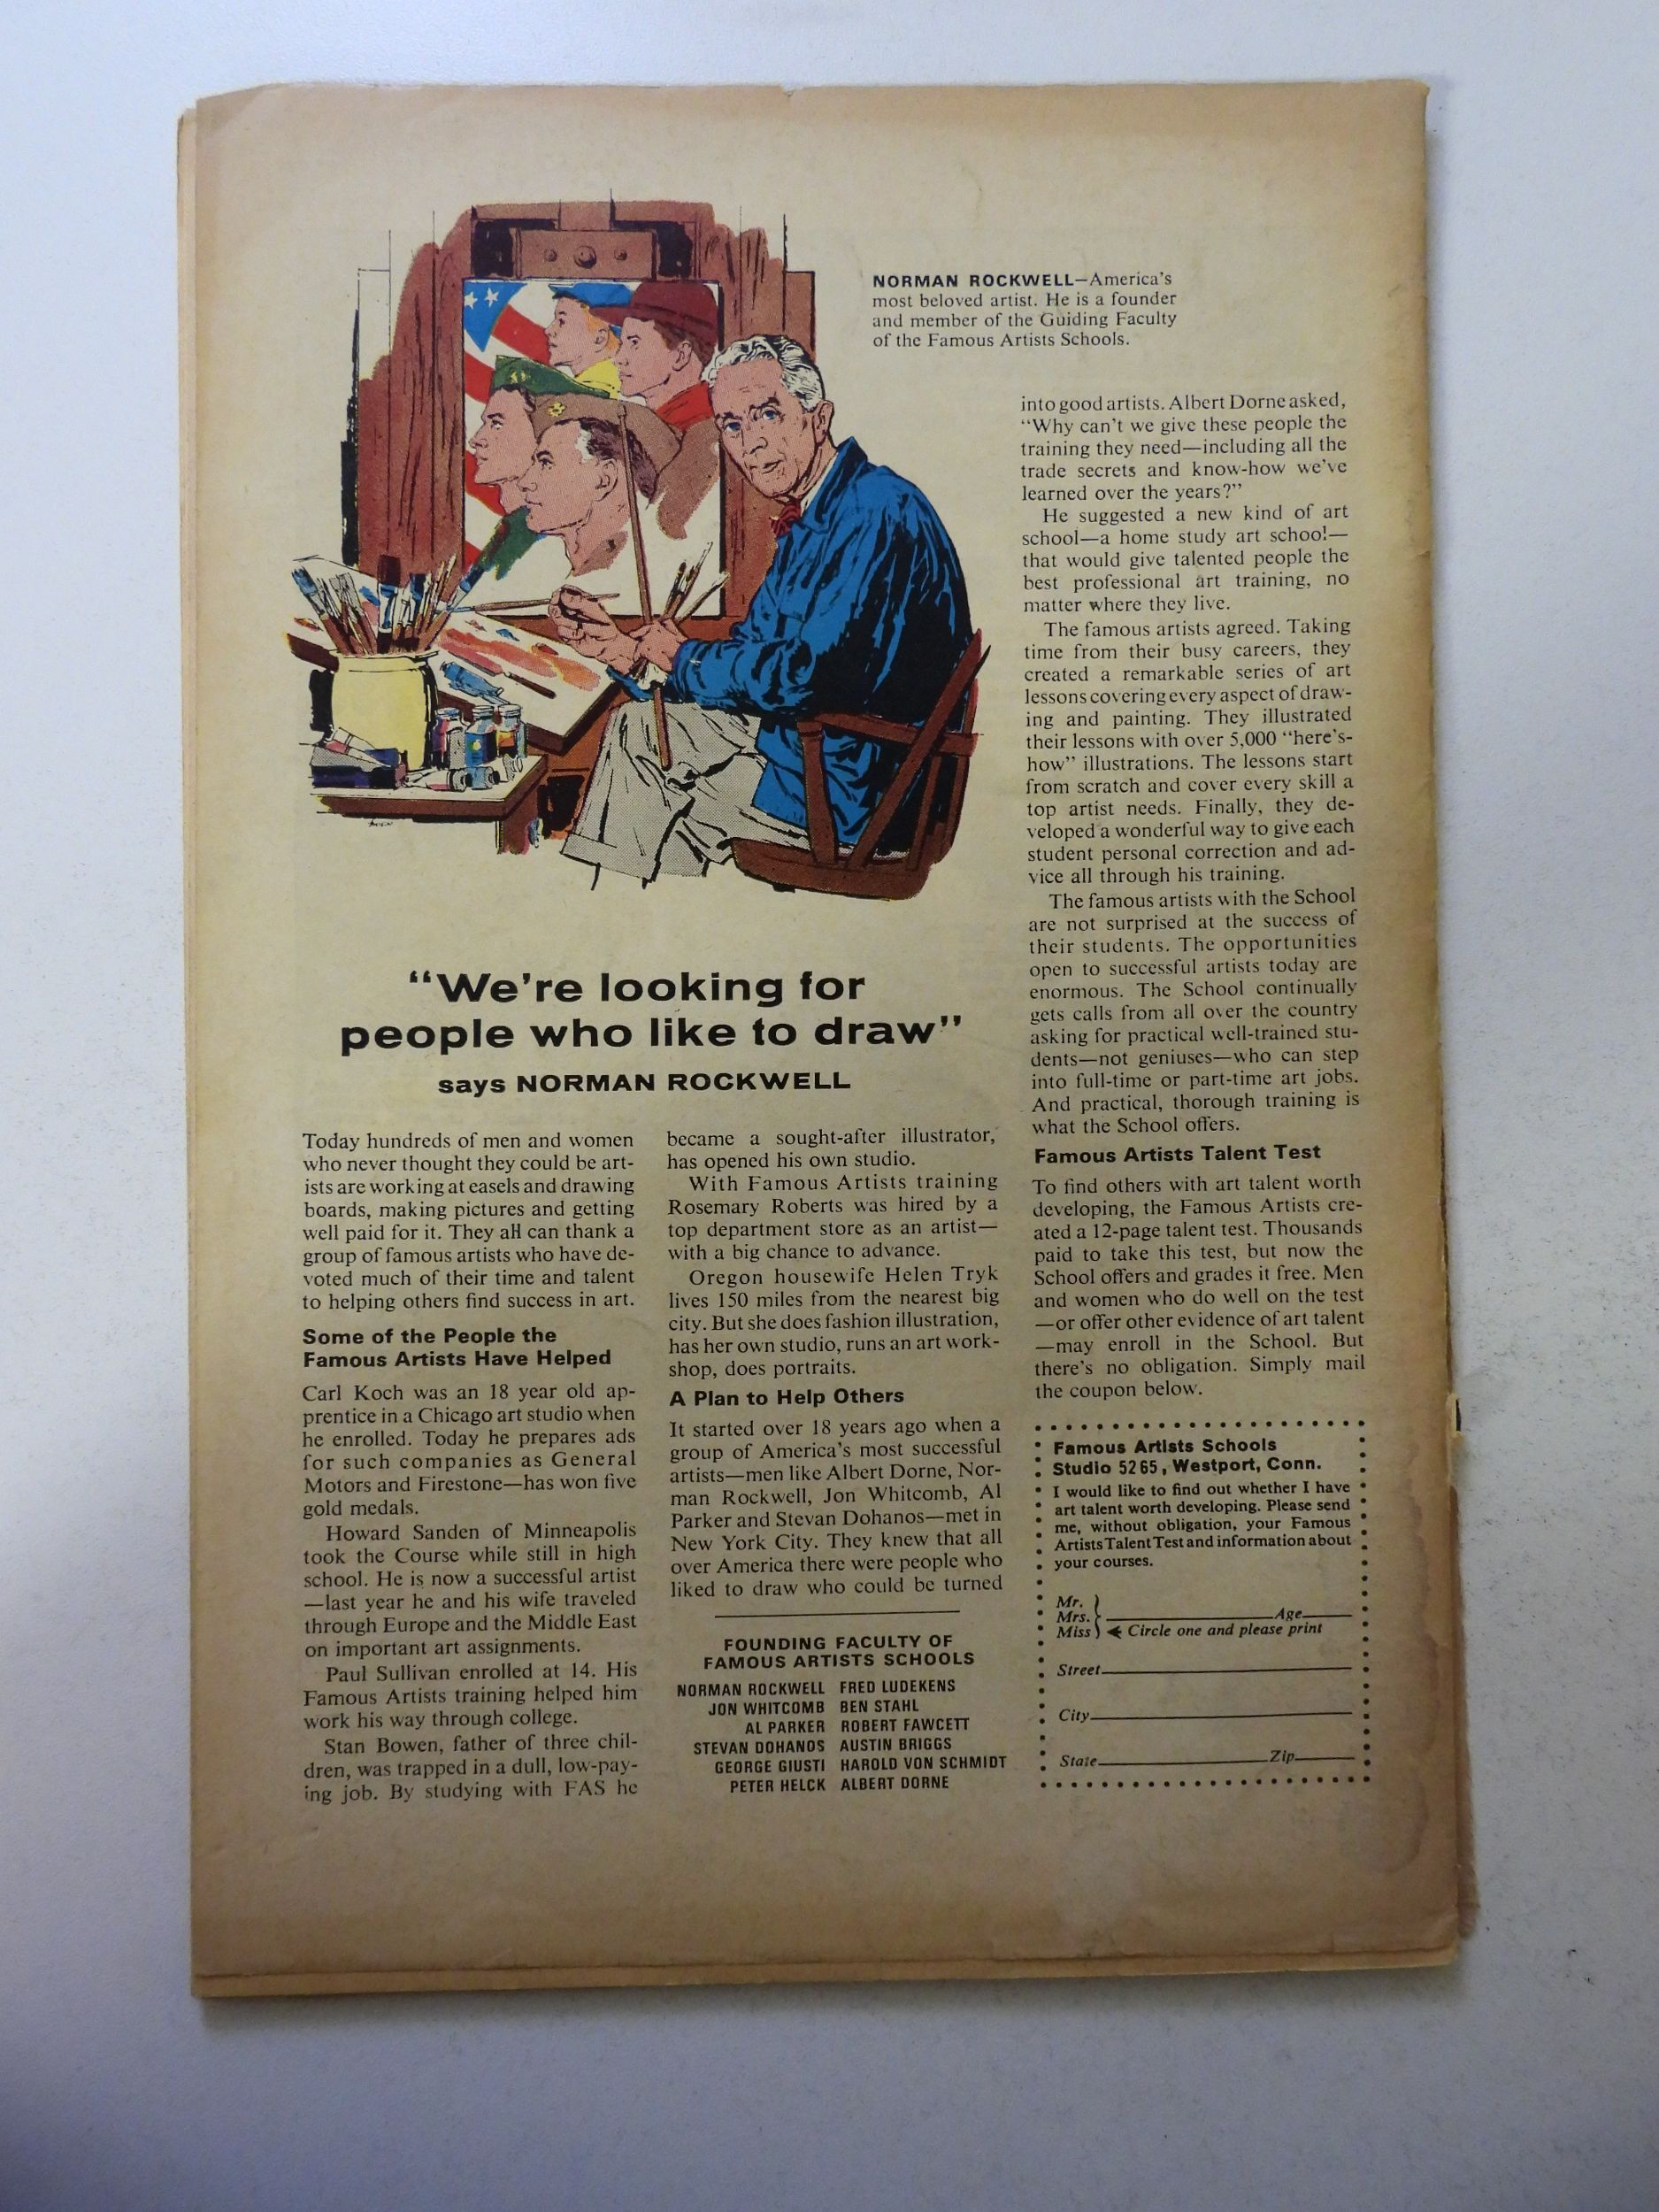 NORMAN ROCKWELL—America's
most beloved artist. He is a founder
and member of the Guiding Faculty
of the Famous Artists Schools.
"We're looking for
people who like to draw"
says NORMAN ROCKWELL
Today hundreds of men and women
who never thought they could be art-
ists are working at easels and drawing
boards, making pictures and getting
well paid for it. They all can thank a
group of famous artists who have de-
voted much of their time and talent
to helping others find success in art.
Some of the People the
Famous Artists Have Helped
Carl Koch was an 18 year old ap-
prentice in a Chicago art studio when
he enrolled. Today he prepares ads
for such companies as General
Motors and Firestone—has won five
gold medals.
Howard Sanden of Minneapolis
took the Course while still in high
school. He is now a successful artist
—last year he and his wife traveled
through Europe and the Middle East
on important art assignments.
Paul Sullivan enrolled at 14. His
Famous Artists training helped him
work his way through college.
Stan Bowen, father of three chil-
dren, was trapped in a dull, low-pay-
ing job. By studying with FAS he
became a sought-after illustrator,
has opened his own studio.
With Famous Artists training
Rosemary Roberts was hired by a
top department store as an artist—
with a big chance to advance.
Oregon housewife Helen Tryk
lives 150 miles from the nearest big
city. But she does fashion illustration,
has her own studio, runs an art work-
shop, does portraits.
A Plan to Help Others
It started over 18 years ago when a
group of America's most successful
artists—men like Albert Dorne, Nor-
man Rockwell, Jon Whitcomb, Al
Parker and Stevan Dohanos—met in
New York City. They knew that all
over America there were people who
liked to draw who could be turned
into good artists. Albert Dorne asked,
"Why can't we give these people the
training they need—including all the
trade secrets and know-how we've
learned over the years?"
He suggested a new kind of art
school—a home study art school—
that would give talented people the
best professional art training, no
matter where they live.
The famous artists agreed. Taking
time from their busy careers, they
created a remarkable series of art
lessons covering every aspect of draw-
ing and painting. They illustrated
their lessons with over 5,000 "here's-
how" illustrations. The lessons start
from scratch and cover every skill a
top artist needs. Finally, they de-
veloped a wonderful way to give each
student personal correction and ad-
vice all through his training.
The famous artists with the School
are not surprised at the success of
their students. The opportunities
open to successful artists today are
enormous. The School continually
gets calls from all over the country
asking for practical well-trained stu-
dents—not geniuses—who can step
into full-time or part-time art jobs.
And practical, thorough training is
what the School offers.
Famous Artists Talent Test
To find others with art talent worth
developing, the Famous Artists cre-
ated a 12-page talent test. Thousands
paid to take this test, but now the
School offers and grades it free. Men
and women who do well on the test
—or offer other evidence of art talent
—may enroll in the School. But
there's no obligation. Simply mail
the coupon below.
FOUNDING FACULTY OF
FAMOUS ARTISTS SCHOOLS
NORMAN ROCKWELL FRED LUDEKENS
JON WHITCOMB BEN STAHL
AL PARKER ROBERT FAWCETT
STEVAN DOHANOS AUSTIN BRIGGS
GEORGE GIUSTI HAROLD VON SCHMIDT
PETER HELCK ALBERT DORNE
Famous Artists Schools
Studio 5265, Westport, Conn.
I would like to find out whether I have
art talent worth developing. Please send
me, without obligation, your Famous
Artists Talent Test and information about
your courses.
Mr.
Mrs. Age
Miss Circle one and please print
Street
City
State Zip